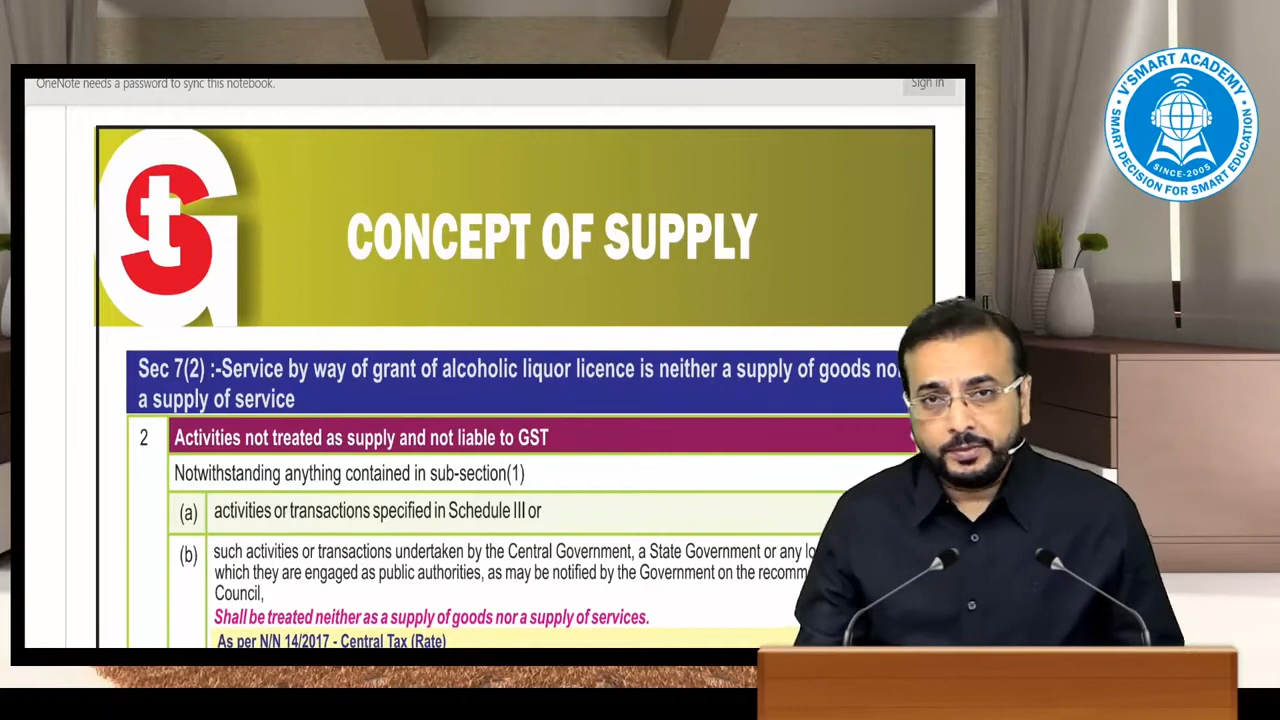 OneNote needs a password to sync this notebook.
Sign in
V'SMART ACADEMY
SMART DECISION FOR SMART EDUCATION
SINCE-2005
GSt
CONCEPT OF SUPPLY
Sec 7(2) :-Service by way of grant of alcoholic liquor licence is neither a supply of goods
a supply of service
2 Activities not treated as supply and not liable to GST
Notwithstanding anything contained in sub-section(1)
(a) activities or transactions specified in Schedule III or
(b) such activities or transactions undertaken by the Central Government, a State Government or any
which they are engaged as public authorities, as may be notified by the Government on the
Council,
Shall be treated neither as a supply of goods nor a supply of services.
As per N/N 14/2017 - Central Tax (Rate)